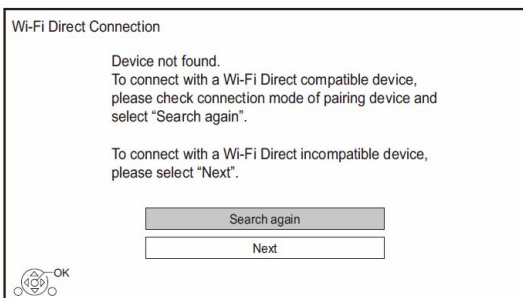 Wi-Fi Direct Connection
Device not found.
To connect with a Wi-Fi Direct compatible device,
please check connection mode of pairing device and
select “Search again”.
To connect with a Wi-Fi Direct incompatible device,
please select “Next”.
Search again
Next
OK